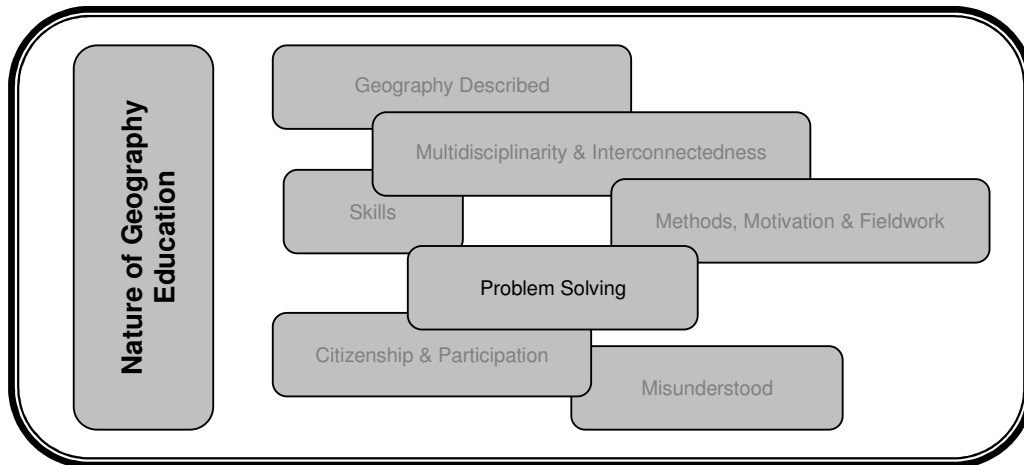 Nature of Geography
Education
Geography Described
Multidisciplinarity & Interconnectedness
Skills
Methods, Motivation & Fieldwork
Problem Solving
Citizenship & Participation
Misunderstood